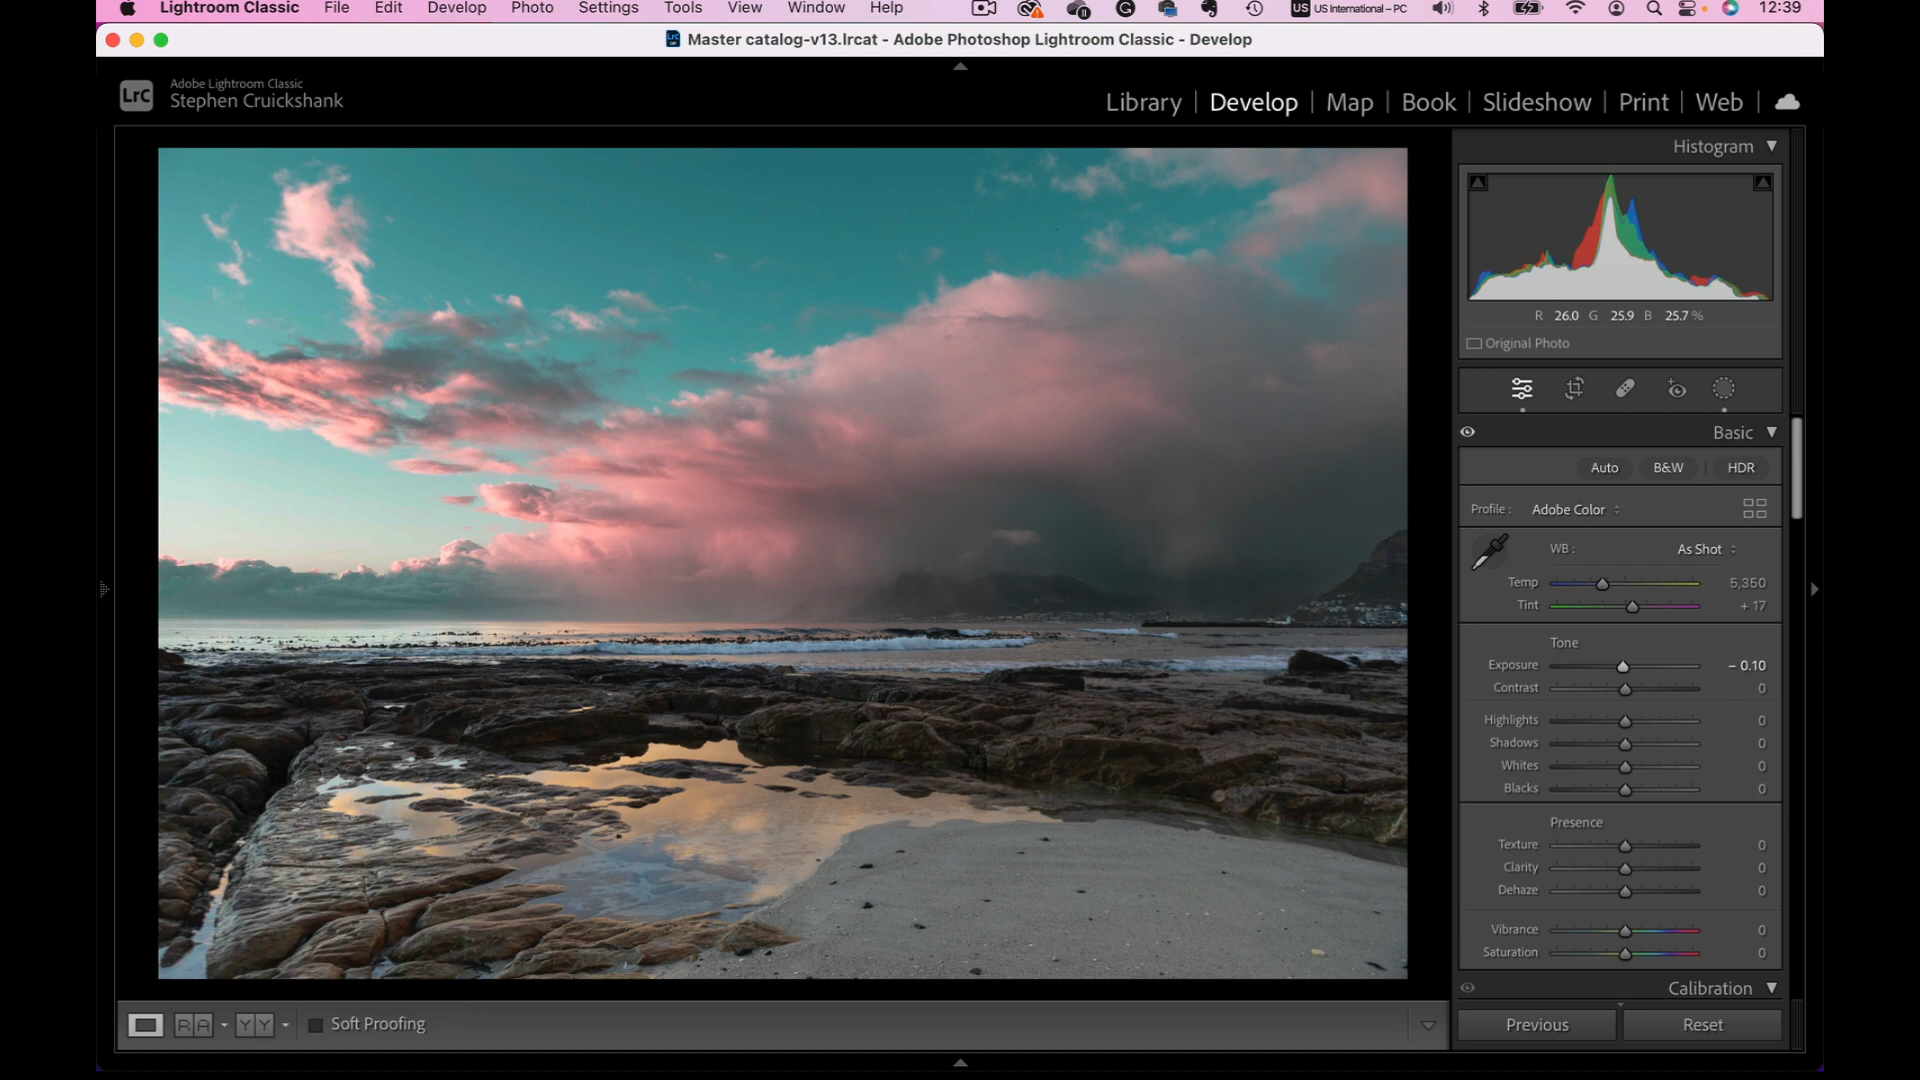 Lightroom Classic File Edit Develop Photo Settings Tools View Window Help US US International – PC 12:39
Master catalog-v13.lrcat - Adobe Photoshop Lightroom Classic - Develop
LrC
Adobe Lightroom Classic
Stephen Cruickshank
Library | Develop | Map | Book | Slideshow | Print | Web
Histogram
R 26.0 G 25.9 B 25.7 %
Original Photo
Basic
Auto B&W HDR
Profile : Adobe Color
WB : As Shot
Temp 5,350
Tint + 17
Tone
Exposure – 0.10
Contrast 0
Highlights 0
Shadows 0
Whites 0
Blacks 0
Presence
Texture 0
Clarity 0
Dehaze 0
Vibrance 0
Saturation 0
Calibration
R A Y Y Soft Proofing
Previous Reset